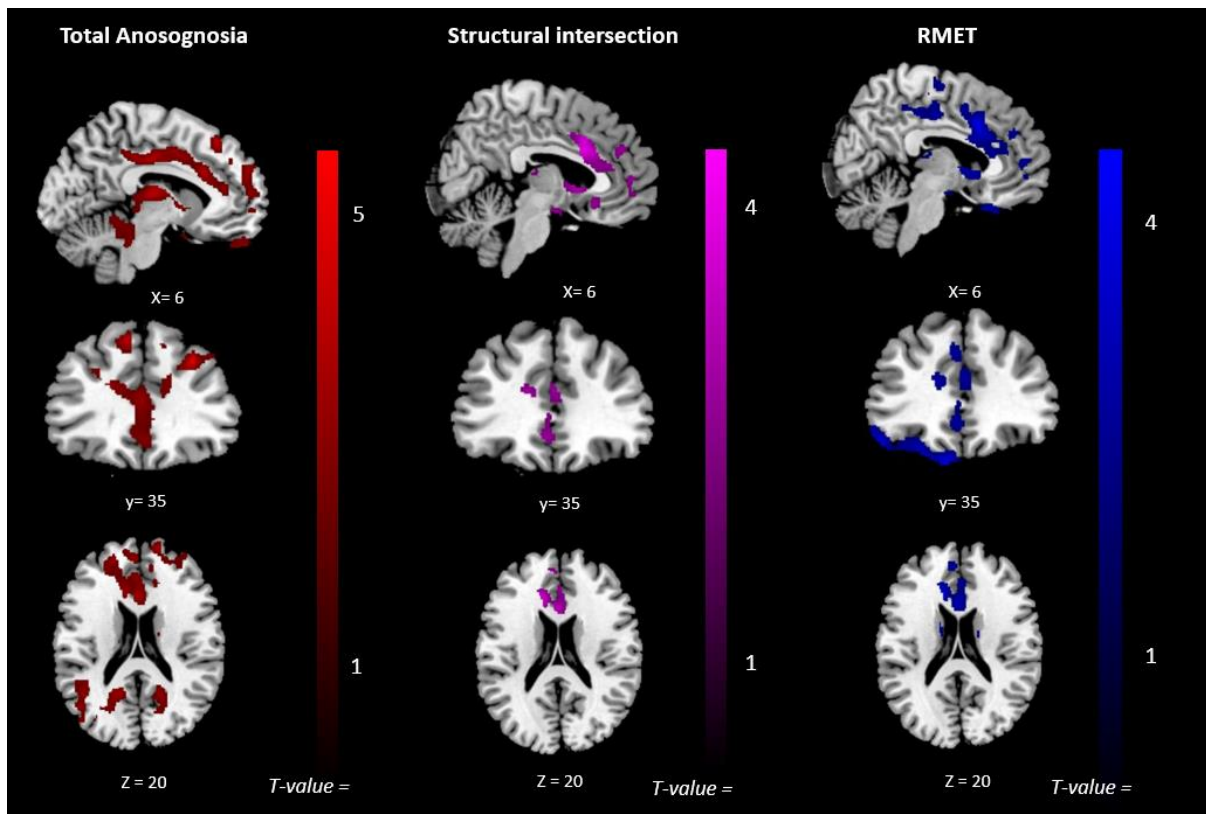 Total Anosognosia
Structural intersection
RMET
5
4
4
X= 6
X= 6
X= 6
y= 35
y= 35
y= 35
1
1
1
Z = 20
T-value =
Z = 20
T-value =
Z = 20
T-value =